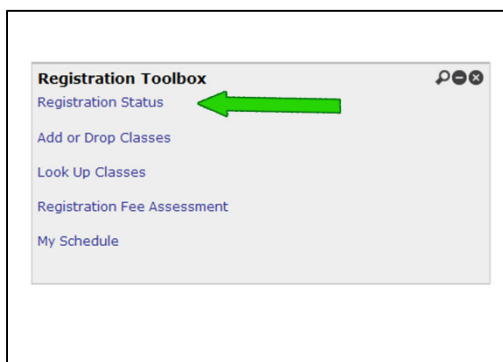 Registration Toolbox
Registration Status
Add or Drop Classes
Look Up Classes
Registration Fee Assessment
My Schedule